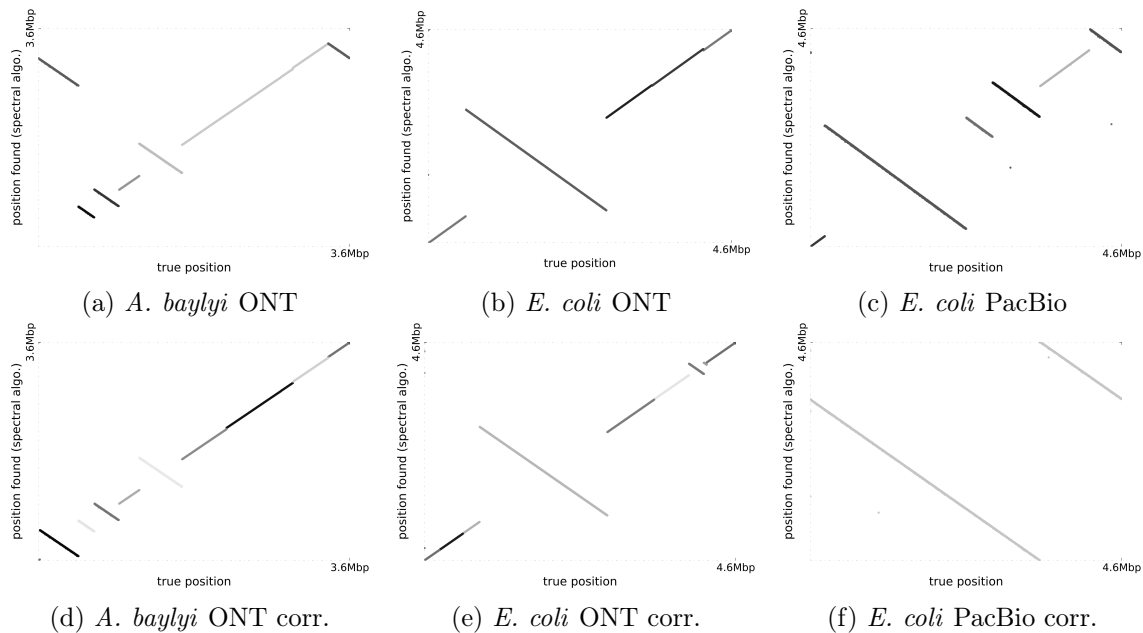 3.6Mbp
position found (spectral algo.)
3.6Mbp
true position
(a) A. baylyi ONT
4.6Mbp
position found (spectral algo.)
4.6Mbp
true position
(b) E. coli ONT
4.6Mbp
position found (spectral algo.)
4.6Mbp
true position
(c) E. coli PacBio
3.6Mbp
position found (spectral algo.)
3.6Mbp
true position
(d) A. baylyi ONT corr.
4.6Mbp
position found (spectral algo.)
4.6Mbp
true position
(e) E. coli ONT corr.
4.6Mbp
position found (spectral algo.)
4.6Mbp
true position
(f) E. coli PacBio corr.